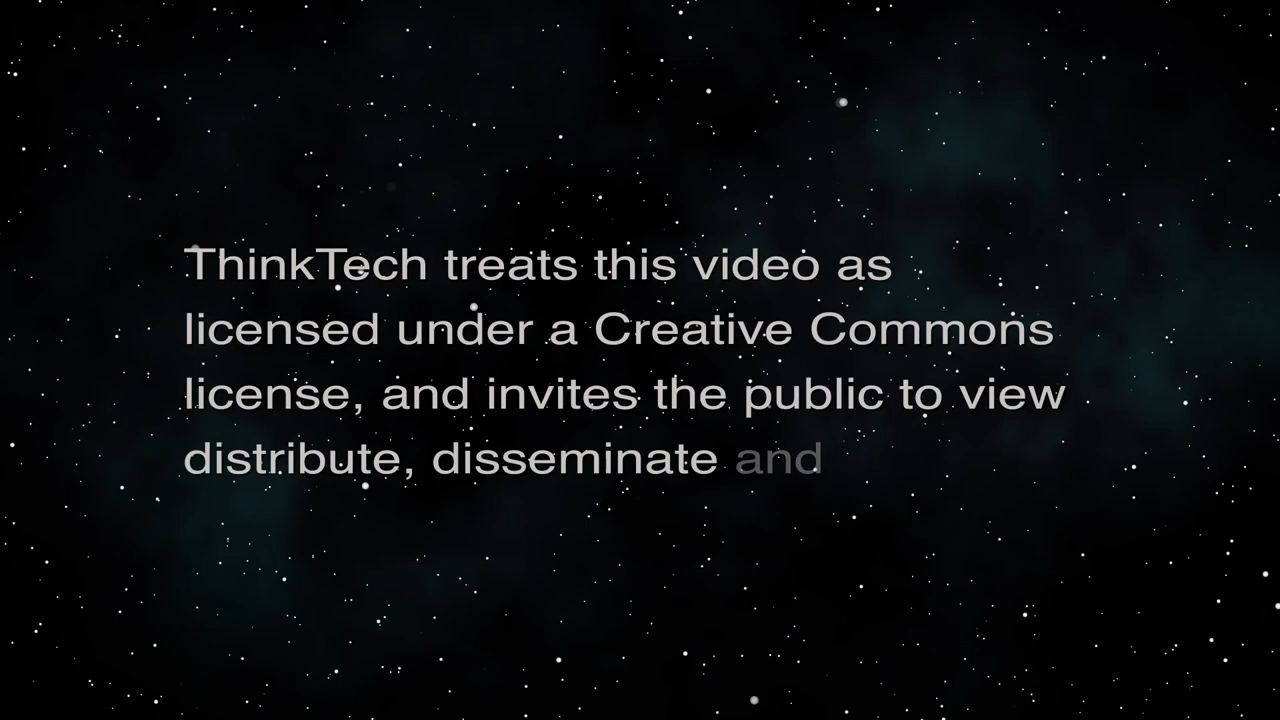 ThinkTech treats this video as
licensed under a Creative Commons
license, and invites the public to view
distribute, disseminate and